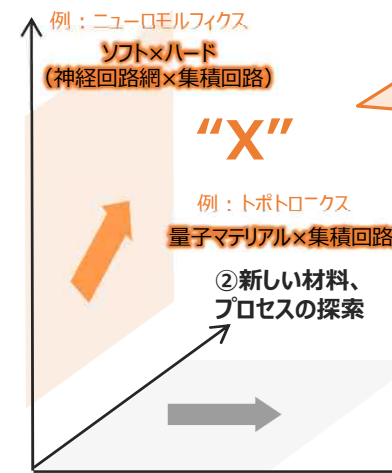 例：ニューロモルフィクス
ソフト×ハード
（神経回路網×集積回路）
“X”
例：トポトロニクス
量子マテリアル×集積回路
②新しい材料、
プロセスの探索